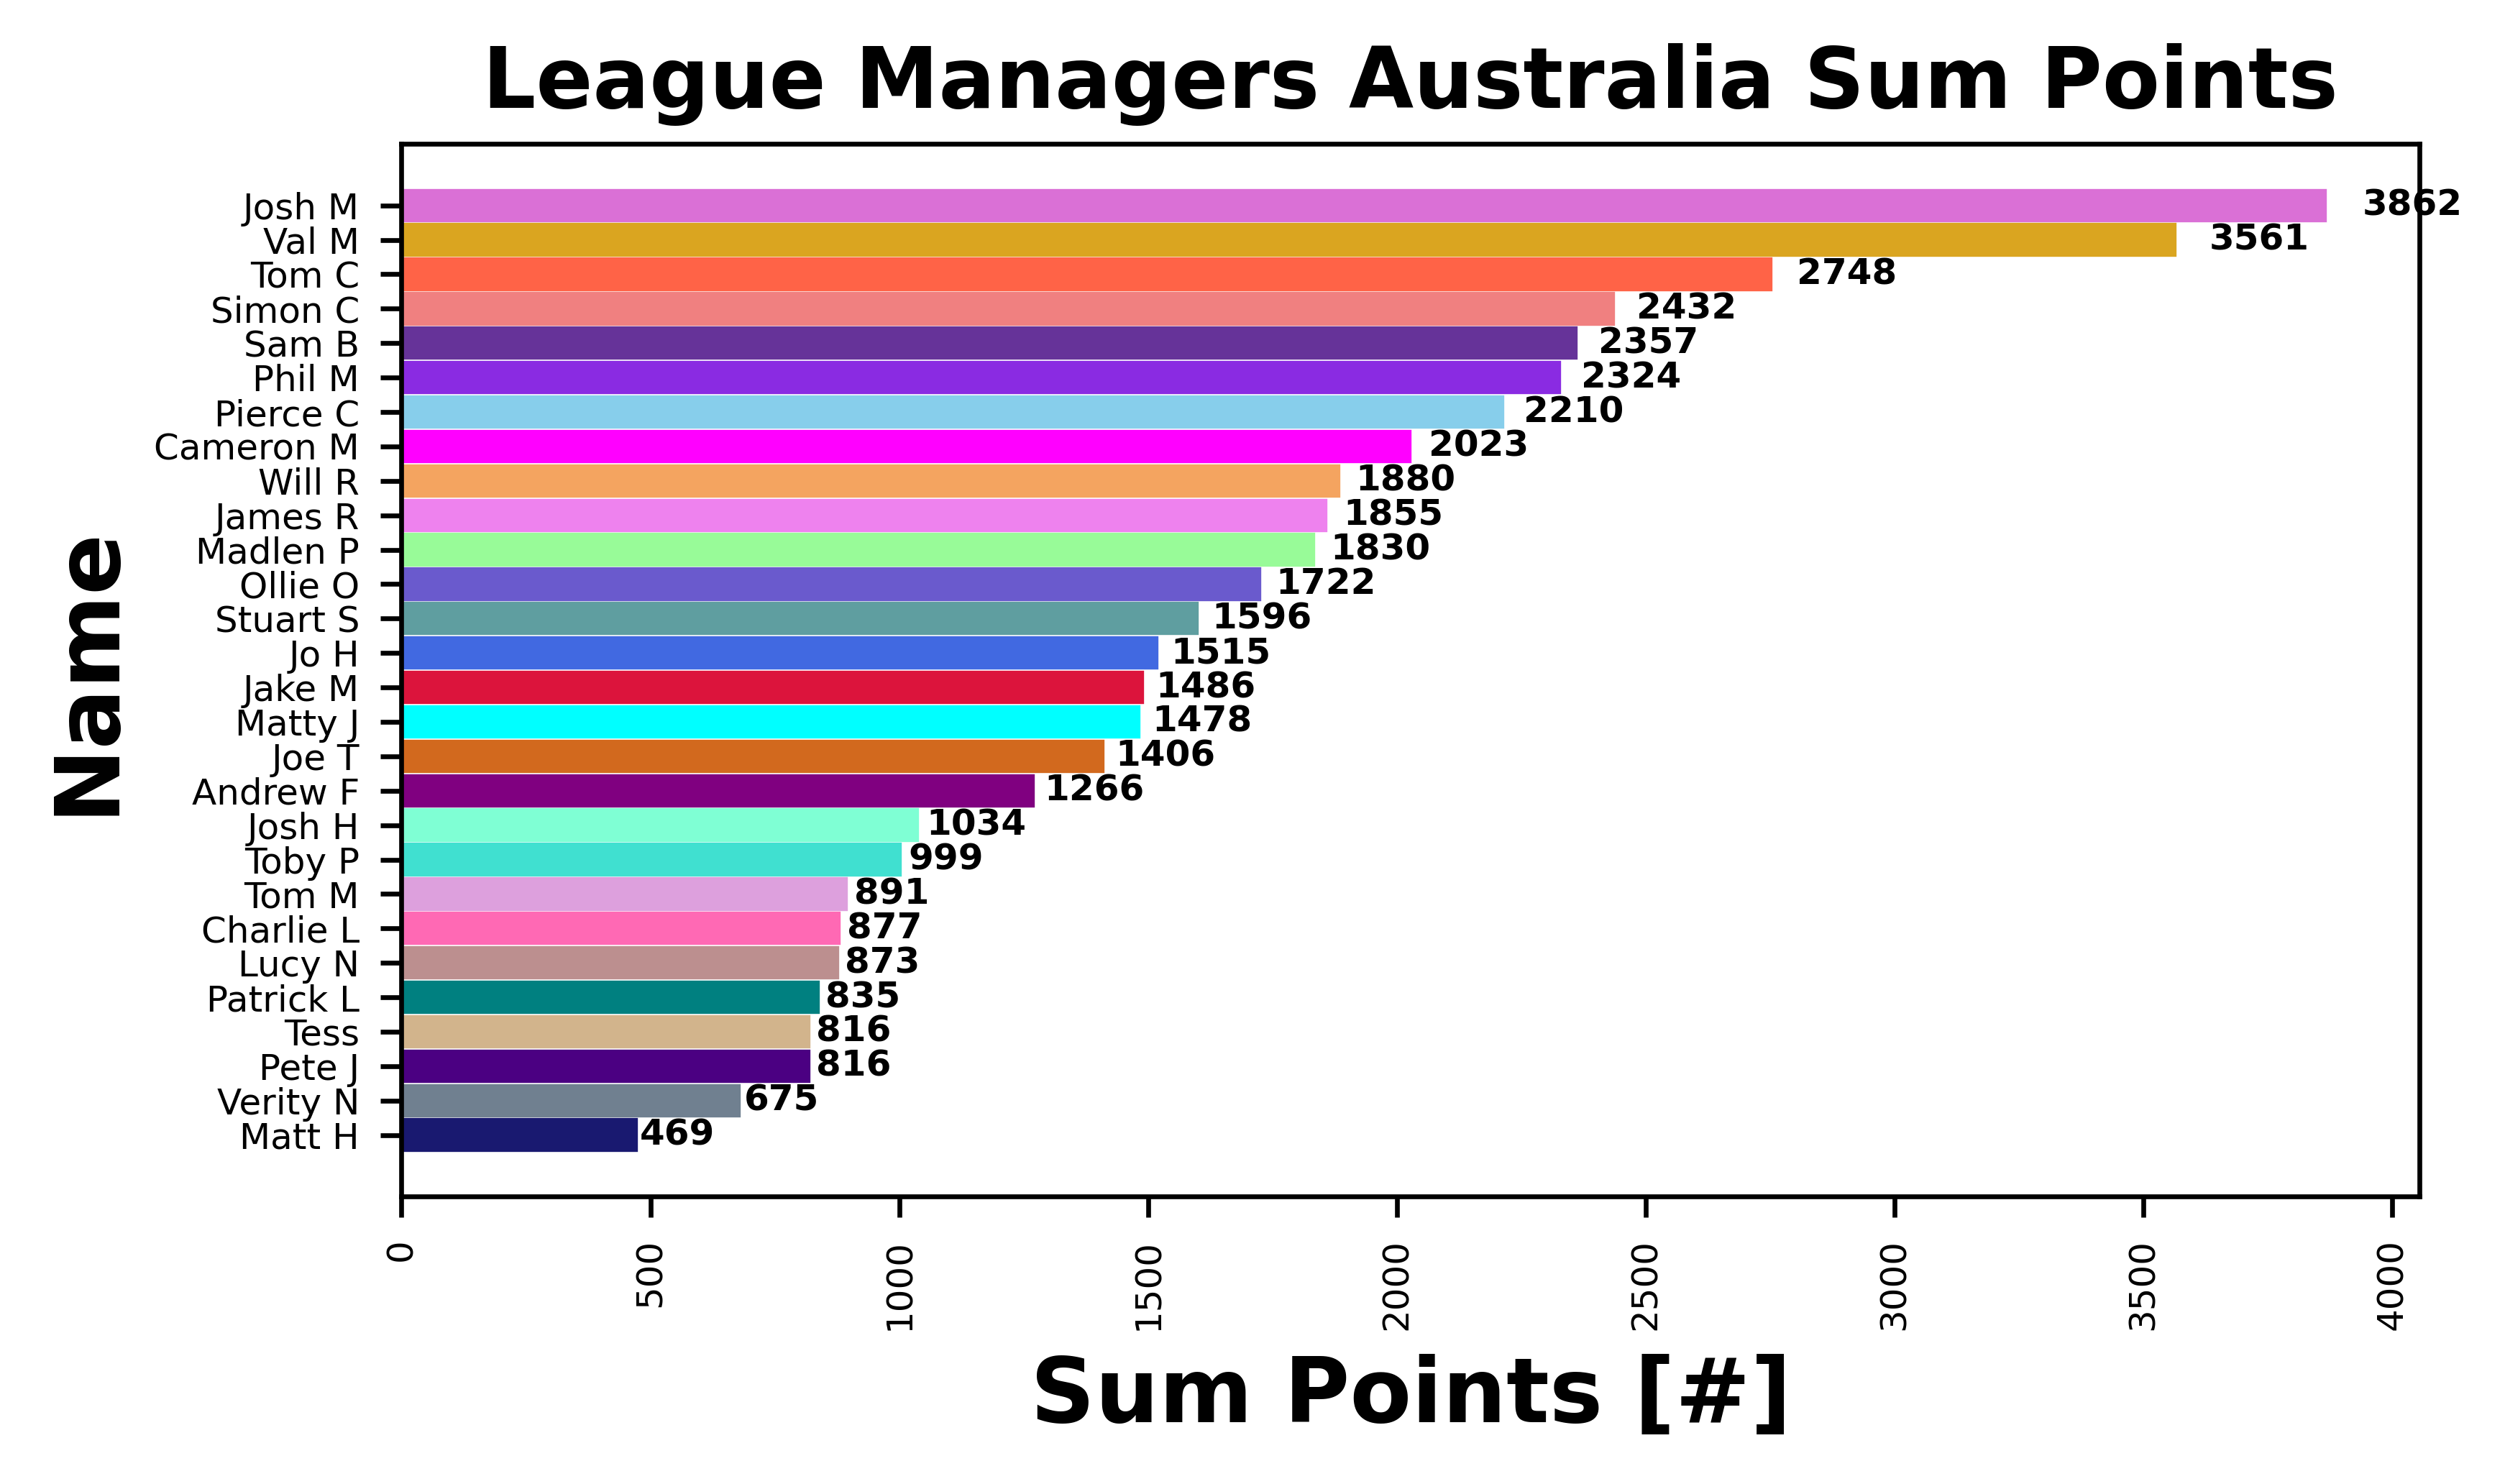 League Managers Australia Sum Points
Name
Josh M 3862
Val M 3561
Tom C 2748
Simon C 2432
Sam B 2357
Phil M 2324
Pierce C 2210
Cameron M 2023
Will R 1880
James R 1855
Madlen P 1830
Ollie O 1722
Stuart S 1596
Jo H 1515
Jake M 1486
Matty J 1478
Joe T 1406
Andrew F 1266
Josh H 1034
Toby P 999
Tom M 891
Charlie L 877
Lucy N 873
Patrick L 835
Tess 816
Pete J 816
Verity N 675
Matt H 469
0 500 1000 1500 2000 2500 3000 3500 4000
Sum Points [#]